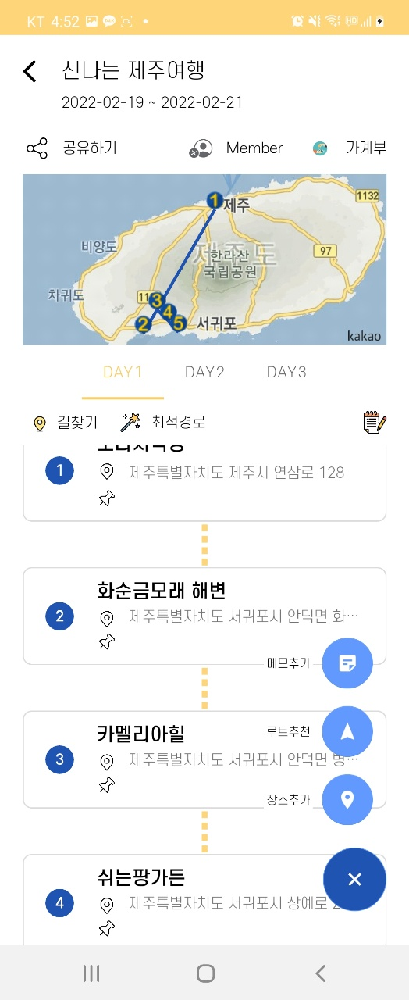 KT 4:52
신나는 제주여행
2022-02-19 ~ 2022-02-21
공유하기 Member 가계부
1 제주 1132
비양도 제주도
한라산 97
국립공원
차귀도 11 3
4
2 5 서귀포
kakao
DAY1 DAY2 DAY3
길찾기 최적경로
1 제주특별자치도 제주시 연삼로 128
화순금모래 해변
2 제주특별자치도 서귀포시 안덕면 화…
메모추가
카멜리아힐 루트추천
3 제주특별자치도 서귀포시 안덕면 병…
장소추가
쉬는팡가든
4 제주특별자치도 서귀포시 상예로